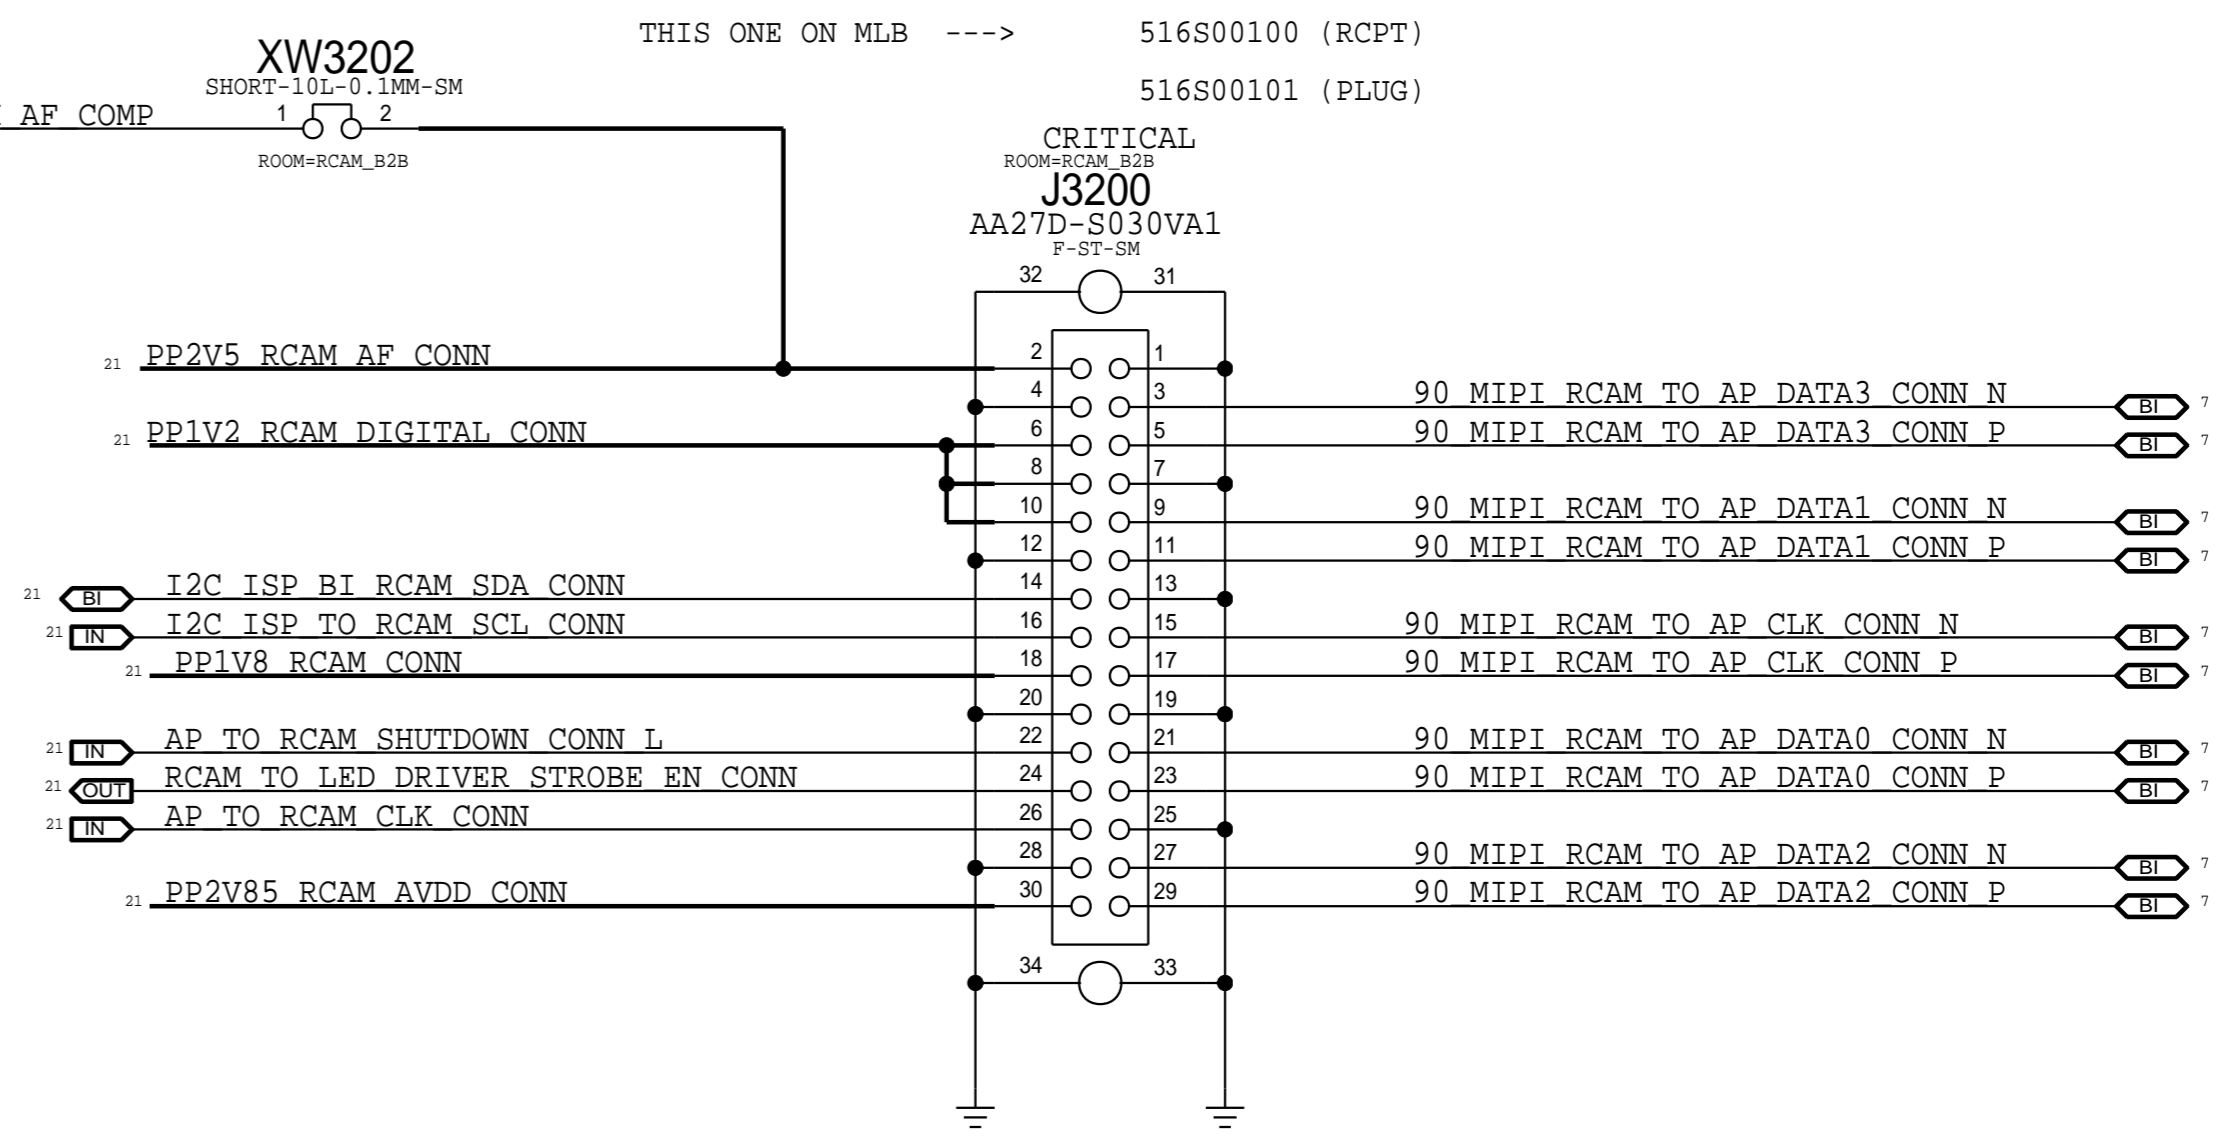 THIS ONE ON MLB ---> 516S00100 (RCPT)
516S00101 (PLUG)
XW3202
SHORT-10L-0.1MM-SM
AF_COMP 1 2
ROOM=RCAM_B2B
CRITICAL
ROOM=RCAM_B2B
J3200
AA27D-S030VA1
F-ST-SM
32 31
21 PP2V5_RCAM_AF_CONN 2 1
4 3 90_MIPI_RCAM_TO_AP_DATA3_CONN_N BI 7
21 PP1V2_RCAM_DIGITAL_CONN 6 5 90_MIPI_RCAM_TO_AP_DATA3_CONN_P BI 7
8 7
10 9 90_MIPI_RCAM_TO_AP_DATA1_CONN_N BI 7
12 11 90_MIPI_RCAM_TO_AP_DATA1_CONN_P BI 7
21 BI I2C_ISP_BI_RCAM_SDA_CONN 14 13
21 IN I2C_ISP_TO_RCAM_SCL_CONN 16 15 90_MIPI_RCAM_TO_AP_CLK_CONN_N BI 7
21 PP1V8_RCAM_CONN 18 17 90_MIPI_RCAM_TO_AP_CLK_CONN_P BI 7
20 19
21 IN AP_TO_RCAM_SHUTDOWN_CONN_L 22 21 90_MIPI_RCAM_TO_AP_DATA0_CONN_N BI 7
21 OUT RCAM_TO_LED_DRIVER_STROBE_EN_CONN 24 23 90_MIPI_RCAM_TO_AP_DATA0_CONN_P BI 7
21 IN AP_TO_RCAM_CLK_CONN 26 25
28 27 90_MIPI_RCAM_TO_AP_DATA2_CONN_N BI 7
21 PP2V85_RCAM_AVDD_CONN 30 29 90_MIPI_RCAM_TO_AP_DATA2_CONN_P BI 7
34 33